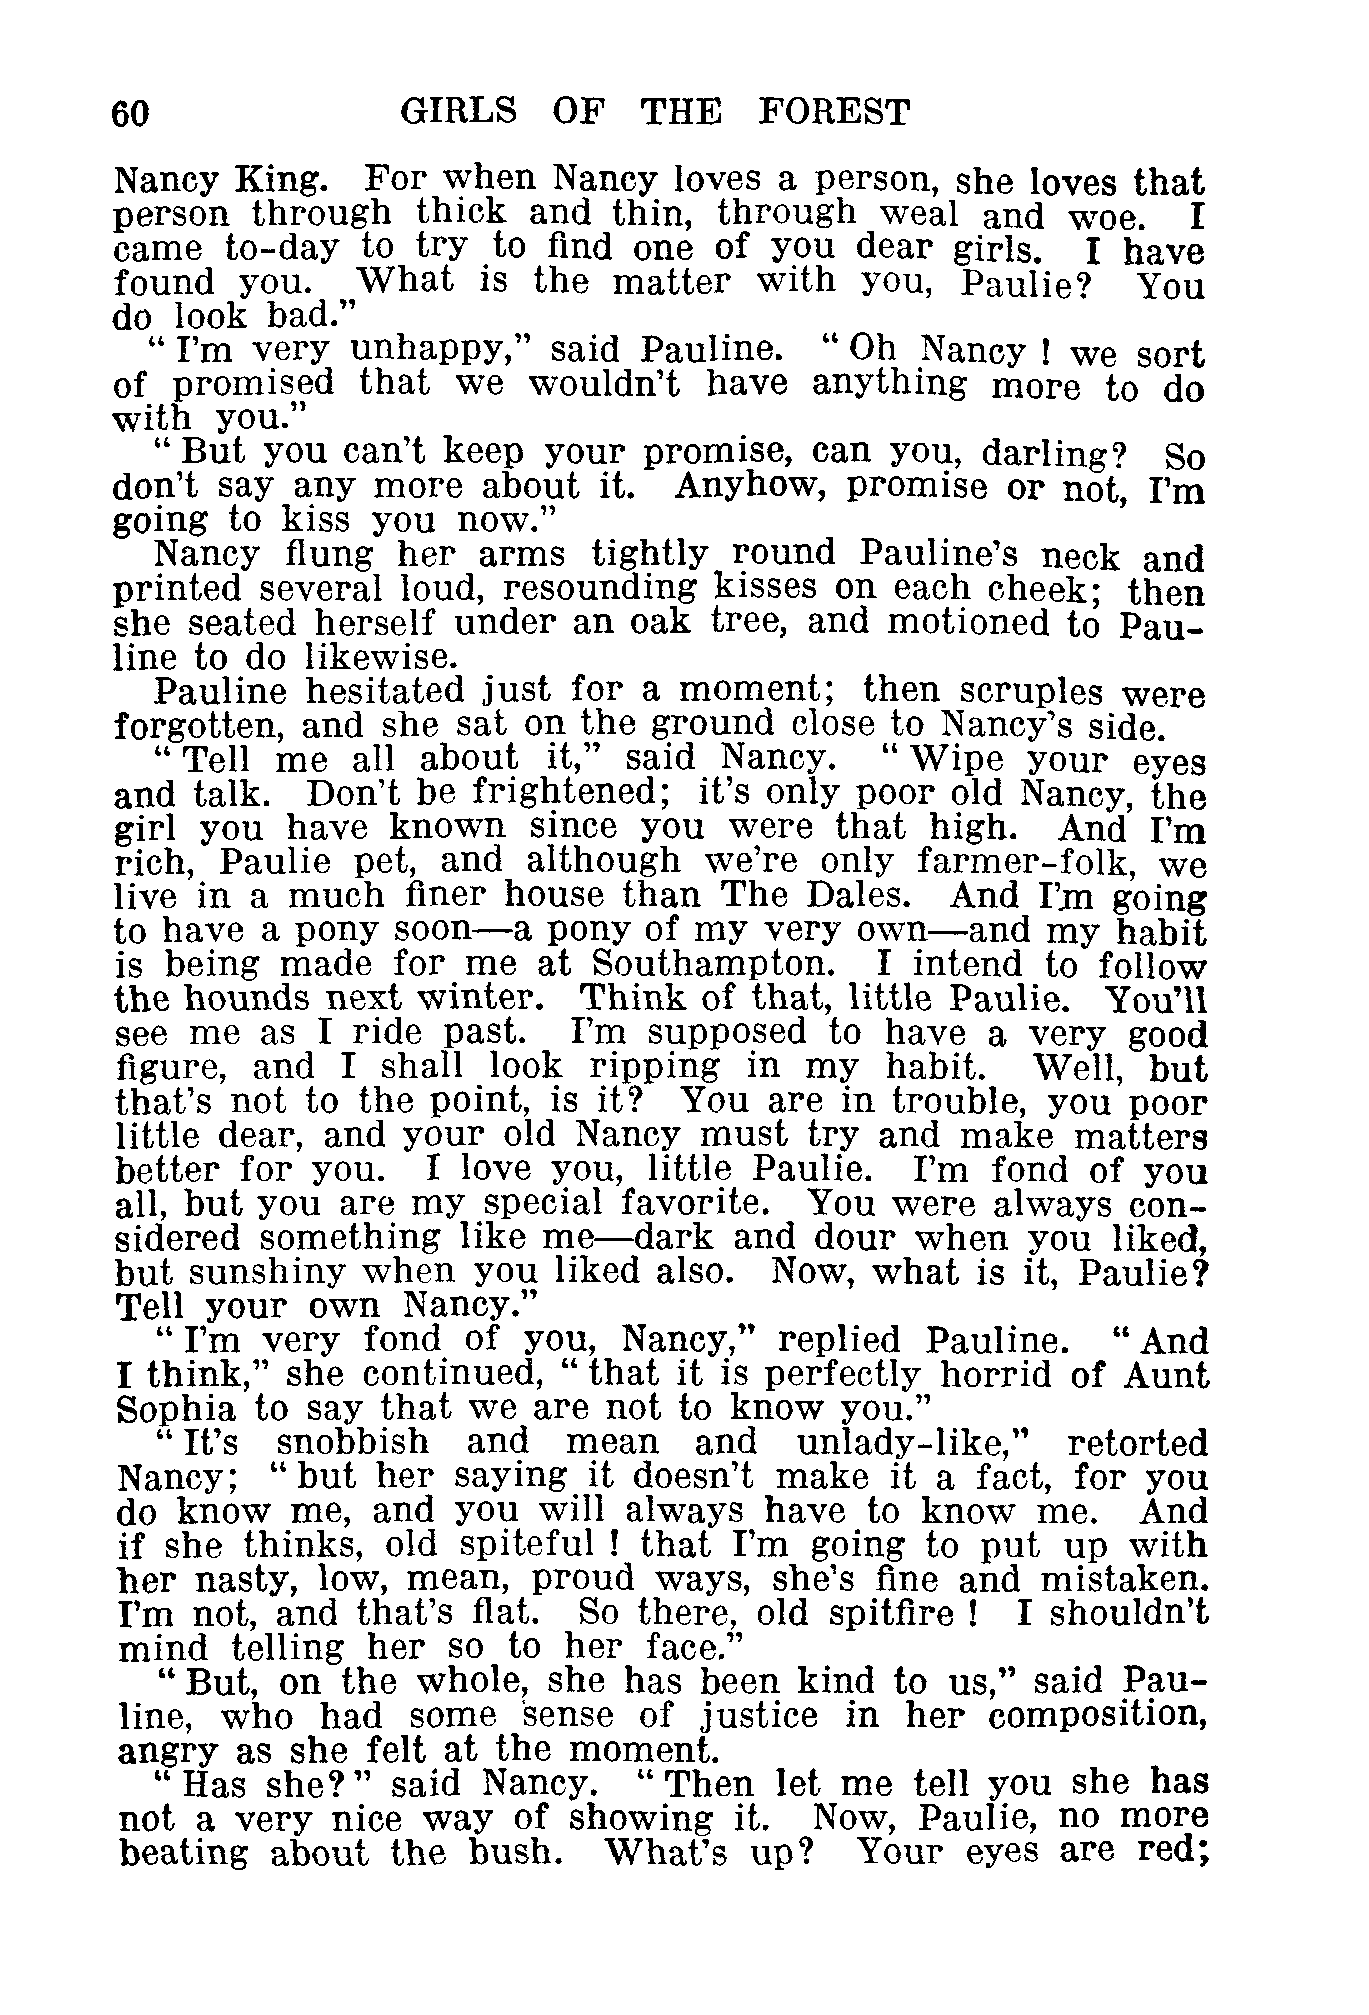 60 GIRLS OF THE FOREST
Nancy King. For when Nancy loves a person, she loves that
person through thick and thin, through weal and woe. I
came to-day to try to find one of you dear girls. I have
found you. What is the matter with you, Paulie? You
do look bad.”
“ I’m very unhappy,” said Pauline. “ Oh Nancy ! we sort
of promised that we wouldn’t have anything more to do
with you.”
“ But you can’t keep your promise, can you, darling? So
don’t say any more about it. Anyhow, promise or not, I’m
going to kiss you now.”
Nancy flung her arms tightly round Pauline’s neck and
printed several loud, resounding kisses on each cheek; then
she seated herself under an oak tree, and motioned to Pau-
line to do likewise.
Pauline hesitated just for a moment; then scruples were
forgotten, and she sat on the ground close to Nancy’s side.
“ Tell me all about it,” said Nancy. “ Wipe your eyes
and talk. Don’t be frightened; it’s only poor old Nancy, the
girl you have known since you were that high. And I’m
rich, Paulie pet, and although we’re only farmer-folk, we
live in a much finer house than The Dales. And I’m going
to have a pony soon—a pony of my very own—and my habit
is being made for me at Southampton. I intend to follow
the hounds next winter. Think of that, little Paulie. You’ll
see me as I ride past. I’m supposed to have a very good
figure, and I shall look ripping in my habit. Well, but
that’s not to the point, is it? You are in trouble, you poor
little dear, and your old Nancy must try and make matters
better for you. I love you, little Paulie. I’m fond of you
all, but you are my special favorite. You were always con-
sidered something like me—dark and dour when you liked,
but sunshiny when you liked also. Now, what is it, Paulie?
Tell your own Nancy.”
“ I’m very fond of you, Nancy,” replied Pauline. “ And
I think,” she continued, “ that it is perfectly horrid of Aunt
Sophia to say that we are not to know you.”
“ It’s snobbish and mean and unlady-like,” retorted
Nancy; “ but her saying it doesn’t make it a fact, for you
do know me, and you will always have to know me. And
if she thinks, old spiteful ! that I’m going to put up with
her nasty, low, mean, proud ways, she’s fine and mistaken.
I’m not, and that’s flat. So there, old spitfire ! I shouldn’t
mind telling her so to her face.”
“ But, on the whole, she has been kind to us,” said Pau-
line, who had some sense of justice in her composition,
angry as she felt at the moment.
“ Has she? ” said Nancy. “ Then let me tell you she has
not a very nice way of showing it. Now, Paulie, no more
beating about the bush. What’s up? Your eyes are red;